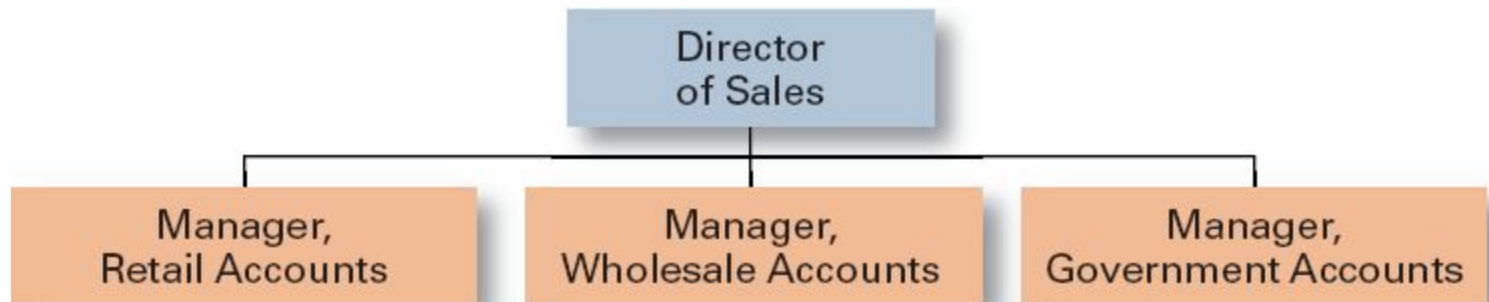 Director
of Sales
Manager,
Retail Accounts
Manager,
Wholesale Accounts
Manager,
Government Accounts